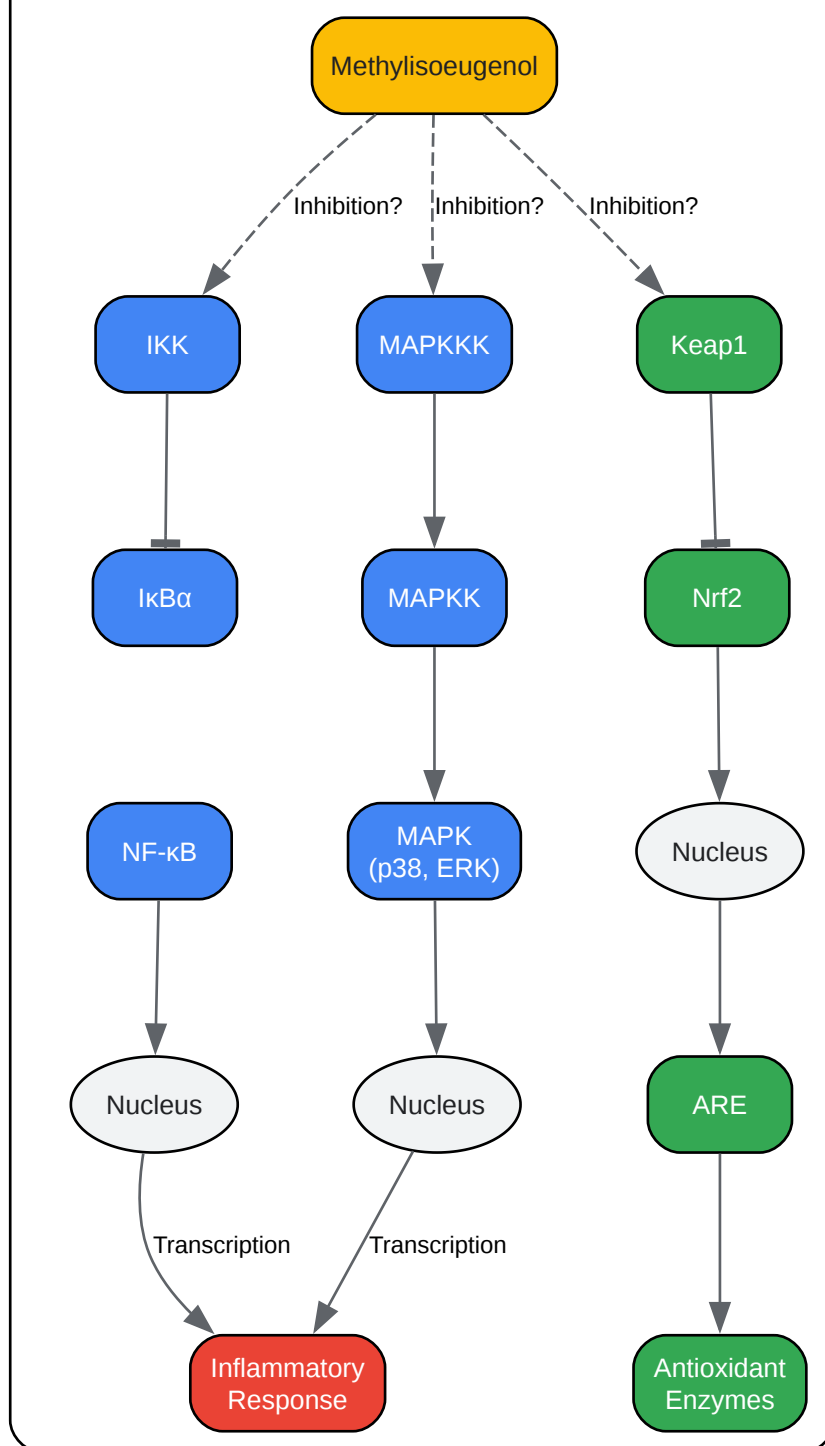 Methylisoeugenol
Inhibition?
Inhibition?
Inhibition?
IKK
MAPKKK
Keap1
IκBα
MAPKK
Nrf2
NF-κB
MAPK
(p38, ERK)
Nucleus
Nucleus
Nucleus
ARE
Transcription
Transcription
Inflammatory
Response
Antioxidant
Enzymes